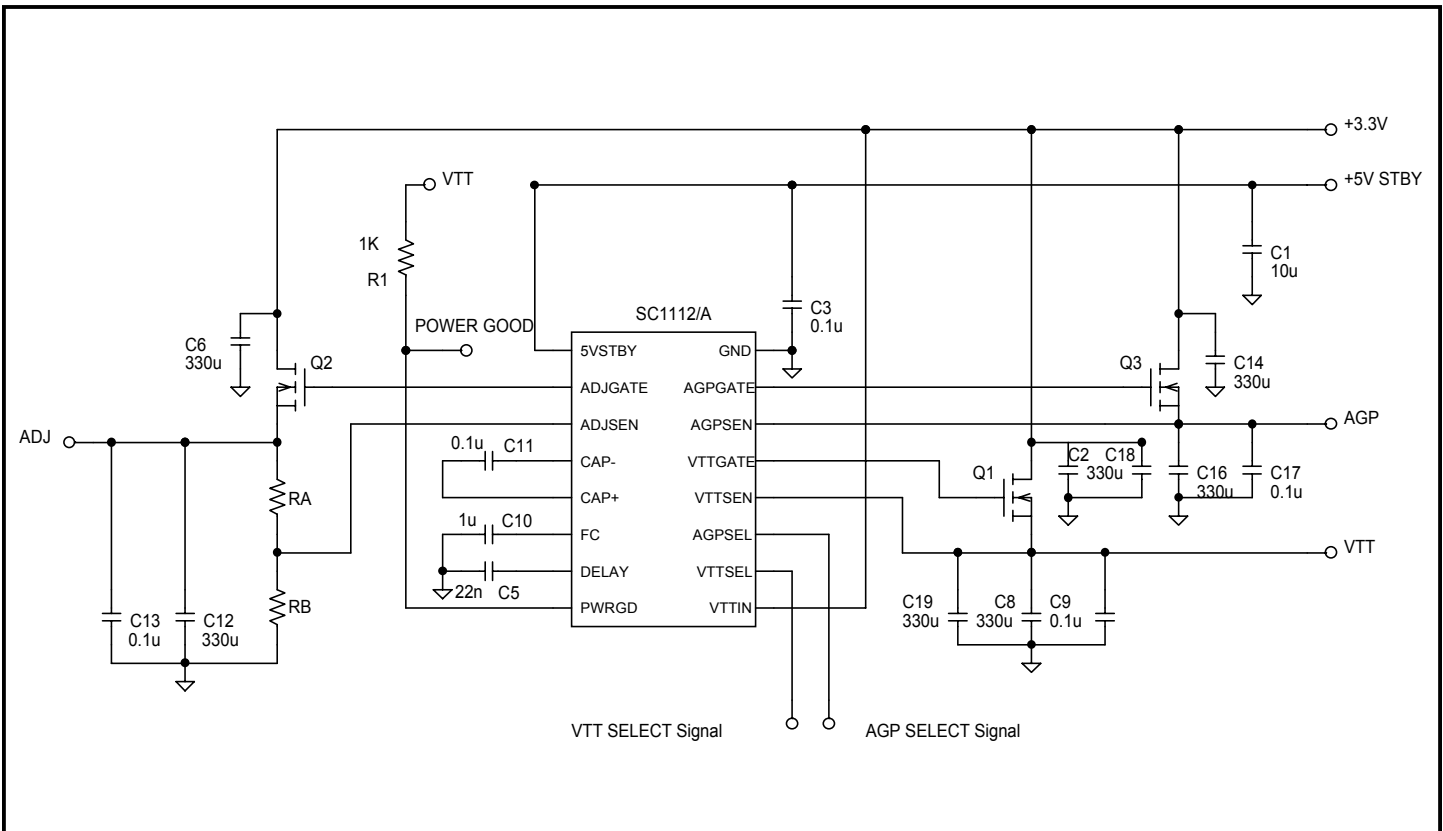 +3.3V
VTT
+5V STBY
1K
R1
C1
10u
SC1112/A
C3
0.1u
POWER GOOD
C6
330u
Q2
5VSTBY
GND
Q3
C14
330u
ADJGATE
AGPGATE
ADJ
ADJSEN
AGPSEN
AGP
0.1u
C11
CAP-
VTTGATE
C2
C18
330u
Q1
C16
330u
C17
0.1u
RA
CAP+
VTTSEN
1u
C10
FC
AGPSEL
VTT
DELAY
VTTSEL
22n
C5
RB
PWRGD
VTTIN
C19
330u
C8
330u
C9
0.1u
C13
0.1u
C12
330u
VTT SELECT Signal
AGP SELECT Signal